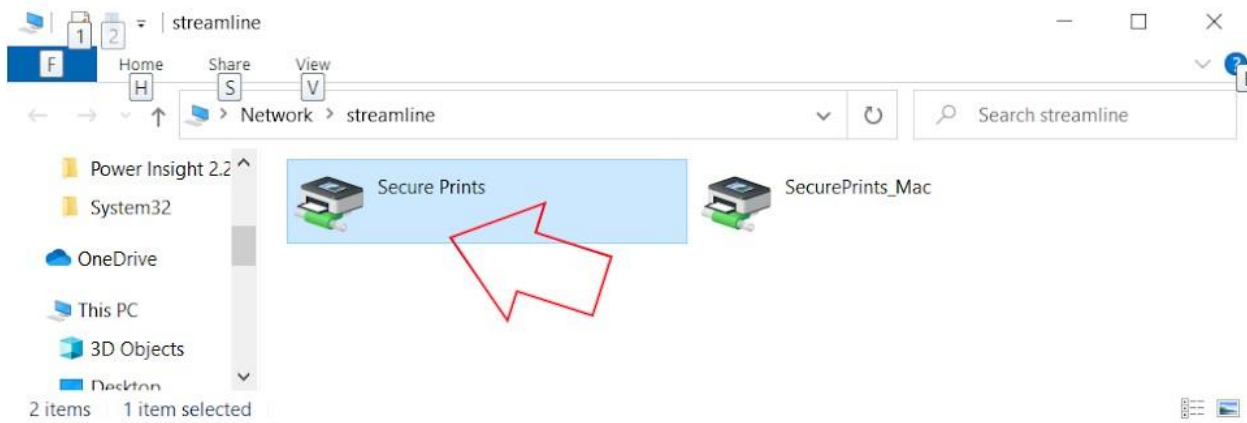 1 2 streamline
F Home Share View
H S V
Network streamline Search streamline
Power Insight 2.2
System32
OneDrive
This PC
3D Objects
Desktop
Secure Prints
SecurePrints_Mac
2 items 1 item selected